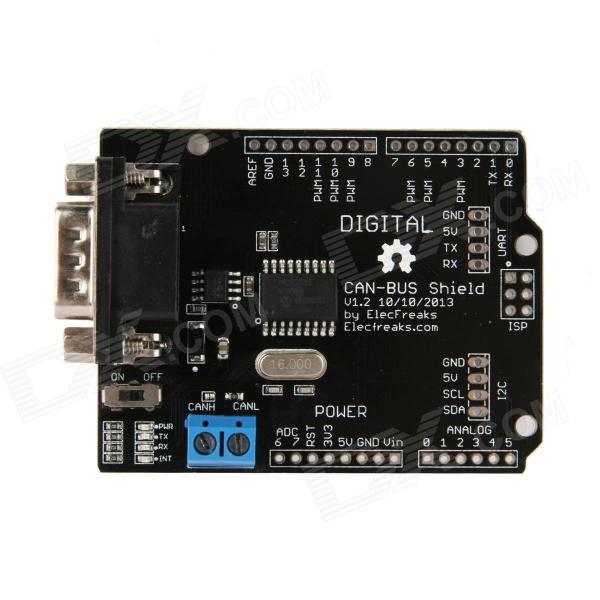 DX.COM
AREF GND 13 12 11 10 9 8
PWM PWM PWM
7 6 5 4 3 2 1 0
PWM PWM PWM TX RX
DIGITAL
GND
5V
TX
RX
UART
1
CAN-BUS Shield
V1.2 10/10/2013
by ElecFreaks
Elecfreaks.com
ISP
16.000
ON OFF
CANH CANL
GND
5V
SCL
SDA
I2C
POWER
PWR
TX
RX
INT
ADC
6 7 RST 3V3 5V GND Vin
ANALOG
0 1 2 3 4 5